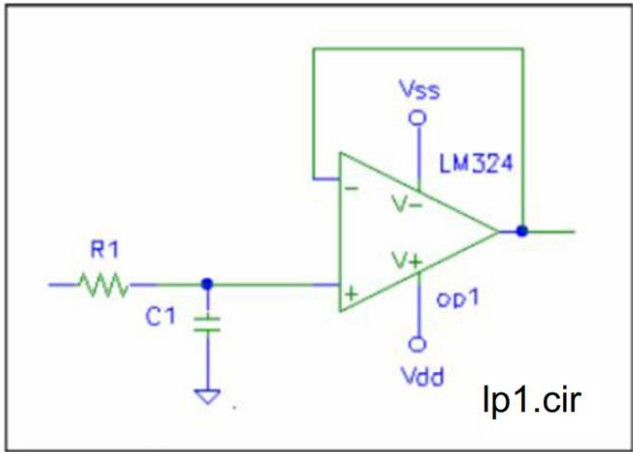 Vss
LM324
-
V-
R1
V+
+
C1
op1
Vdd
lp1.cir